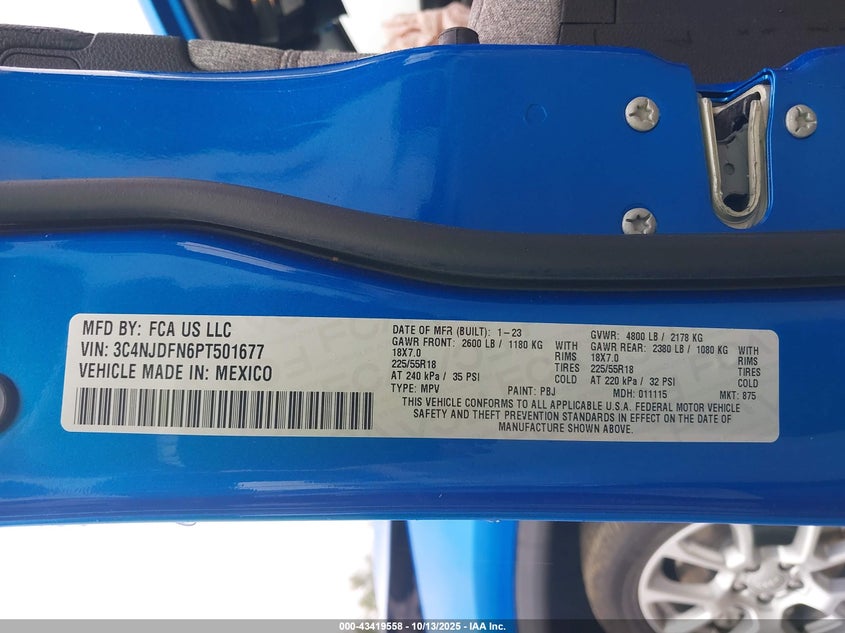 MFD BY: FCA US LLC
VIN: 3C4NJDFN6PT501677
VEHICLE MADE IN: MEXICO
DATE OF MFR (BUILT): 1-23 GVWR: 4800 LB / 2178 KG
GAWR FRONT: 2600 LB / 1180 KG WITH GAWR REAR: 2380 LB / 1080 KG WITH
18X7.0 RIMS 18X7.0 RIMS
225/55R18 TIRES 225/55R18 TIRES
AT 240 kPa / 35 PSI COLD AT 220 kPa / 32 PSI COLD
TYPE: MPV PAINT: PBJ MDH: 011115 MKT: 875
THIS VEHICLE CONFORMS TO ALL APPLICABLE U.S.A. FEDERAL MOTOR VEHICLE
SAFETY AND THEFT PREVENTION STANDARDS IN EFFECT ON THE DATE OF
MANUFACTURE SHOWN ABOVE.
000-43419558 - 10/13/2025 - IAA Inc.